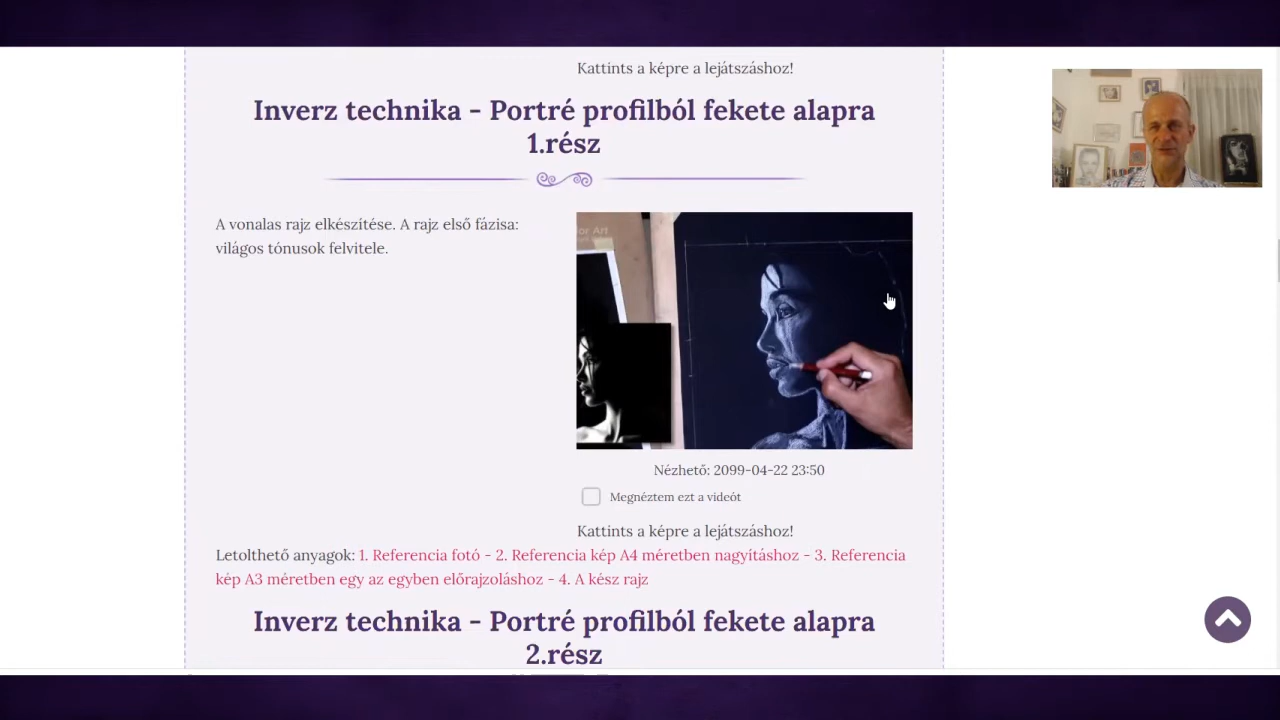 Kattints a képre a lejátszáshoz!
Inverz technika - Portré profilból fekete alapra
1.rész
A vonalas rajz elkészítése. A rajz első fázisa:
világos tónusok felvitele.
Nézhető: 2099-04-22 23:50
Megnéztem ezt a videót
Kattints a képre a lejátszáshoz!
Letolthető anyagok: 1. Referencia fotó - 2. Referencia kép A4 méretben nagyításhoz - 3. Referencia
kép A3 méretben egy az egyben előrajzoláshoz - 4. A kész rajz
Inverz technika - Portré profilból fekete alapra
2.rész